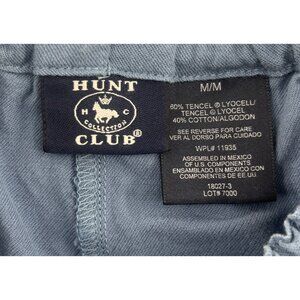 HUNT
H C
COLLECTION
CLUB®
M/M
60% TENCEL® LYOCELL/
TENCEL® LYOCEL
40% COTTON/ALGODON
SEE REVERSE FOR CARE
VER AL DORSO PARA CUIDADO
WPL# 11935
ASSEMBLED IN MEXICO
OF U.S. COMPONENTS
ENSAMBLADO EN MEXICO CON
COMPONENTES DE EE.UU.
18027-3
LOT# 7000